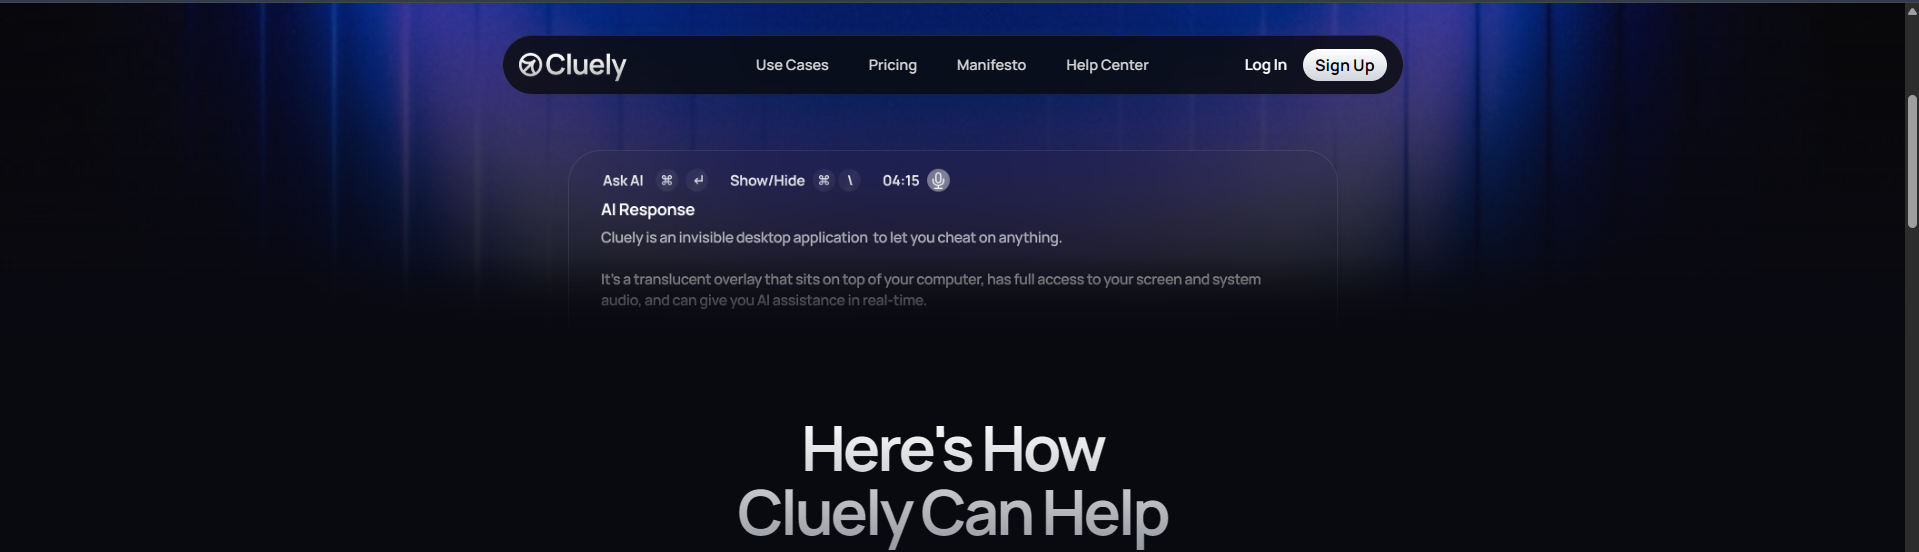 Cluely Use Cases Pricing Manifesto Help Center Log In Sign Up
Ask AI ⌘ ↵ Show/Hide ⌘ \ 04:15
AI Response
Cluely is an invisible desktop application to let you cheat on anything.
It's a translucent overlay that sits on top of your computer, has full access to your screen and system
audio, and can give you AI assistance in real-time.
Here's How
Cluely Can Help